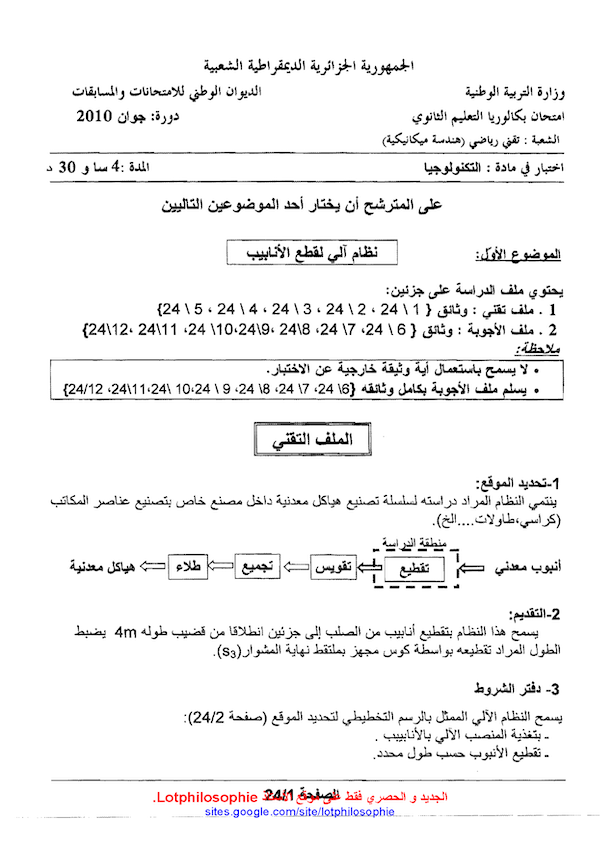 الجمهورية الجزائرية الديمقراطية الشعبية
وزارة التربية الوطنية الديوان الوطني للامتحانات والمسابقات
امتحان بكالوريا التعليم الثانوي دورة: جوان 2010
الشعبة : تقني رياضي (هندسة ميكانيكية)
اختبار في مادة : التكنولوجيا المدة :4 سا و 30 د
على المترشح أن يختار أحد الموضوعين التاليين
الموضوع الأول: نظام آلي لقطع الأنابيب
يحتوي ملف الدراسة على جزئين:
1 . ملف تقني : وثائق { 1 \ 24 ، 2 \ 24 ، 3 \ 24 ، 4 \ 24 ، 5 \ 24}
2 . ملف الأجوبة : وثائق { 6 \ 24، 7\ 24، 8\ 24، 9\24، 10\24، 11\ 24، 12\24}
ملاحظة:
• لا يسمح باستعمال أية وثيقة خارجية عن الاختبار.
• يسلم ملف الأجوبة بكامل وثائقه {6\ 24، 7\ 24، 8\ 24، 9 \ 24، 10\ 24، 11\24، 24/12}
الملف التقني
1-تحديد الموقع:
ينتمي النظام المراد دراسته لسلسلة تصنيع هياكل معدنية داخل مصنع خاص بتصنيع عناصر المكاتب
(كراسي،طاولات....الخ).
منطقة الدراسة
أنبوب معدني تقطيع تقويس تجميع طلاء هياكل معدنية
2-التقديم:
يسمح هذا النظام بتقطيع أنابيب من الصلب إلى جزئين انطلاقا من قضيب طوله 4m يضبط
الطول المراد تقطيعه بواسطة كوس مجهز بملتقط نهاية المشوار(s3).
3- دفتر الشروط
يسمح النظام الآلي الممثل بالرسم التخطيطي لتحديد الموقع (صفحة 24/2):
ـ بتغذية المنصب الآلي بالأنابيب .
ـ تقطيع الأنبوب حسب طول محدد.
الصفحة 24/1
الجديد و الحصري فقط على موقع Lotphilosophie.
sites.google.com/site/lotphilosophie